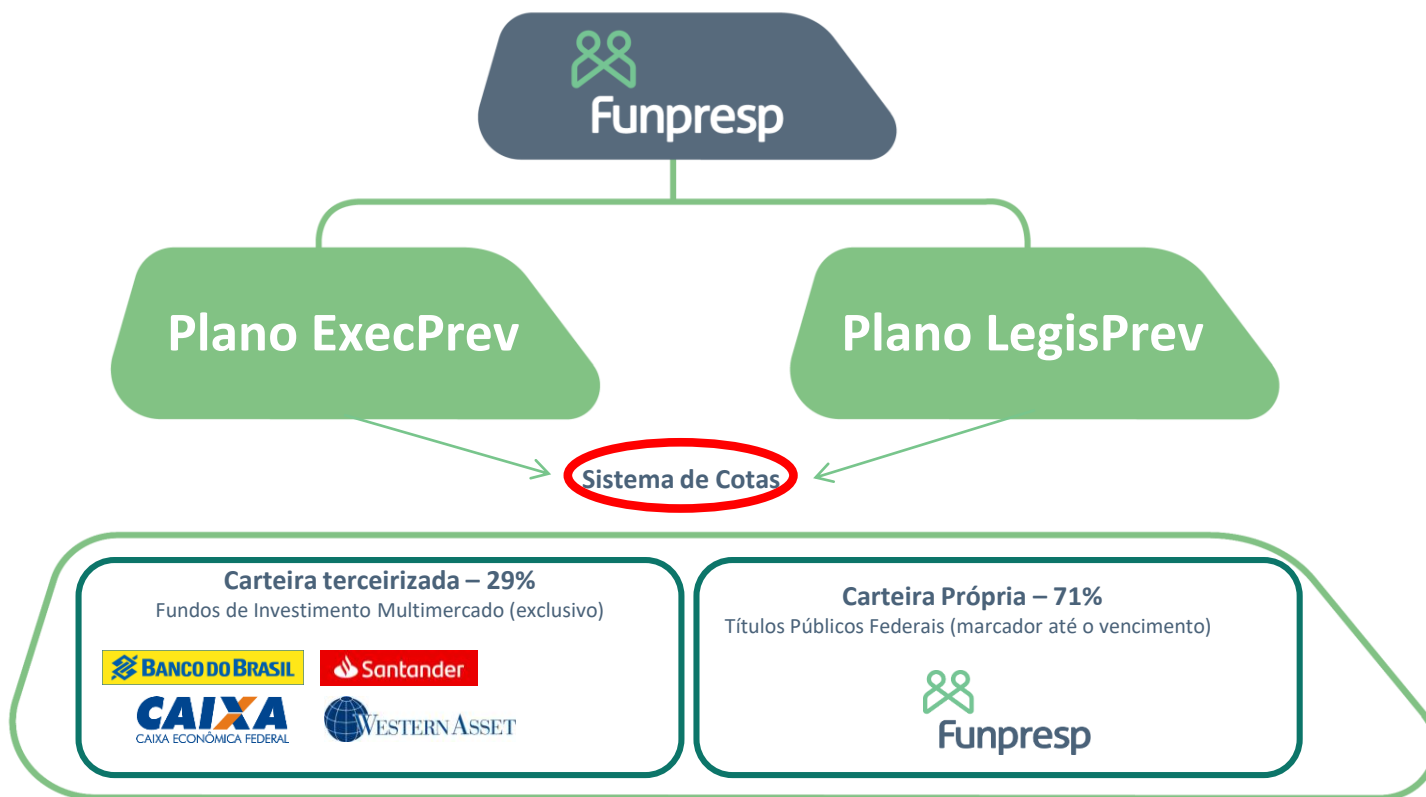 Funpresp
Plano ExecPrev
Plano LegisPrev
Sistema de Cotas
Carteira terceirizada – 29%
Fundos de Investimento Multimercado (exclusivo)
BANCO DO BRASIL
Santander
CAIXA
CAIXA ECONÔMICA FEDERAL
WESTERN ASSET
Carteira Própria – 71%
Títulos Públicos Federais (marcador até o vencimento)
Funpresp